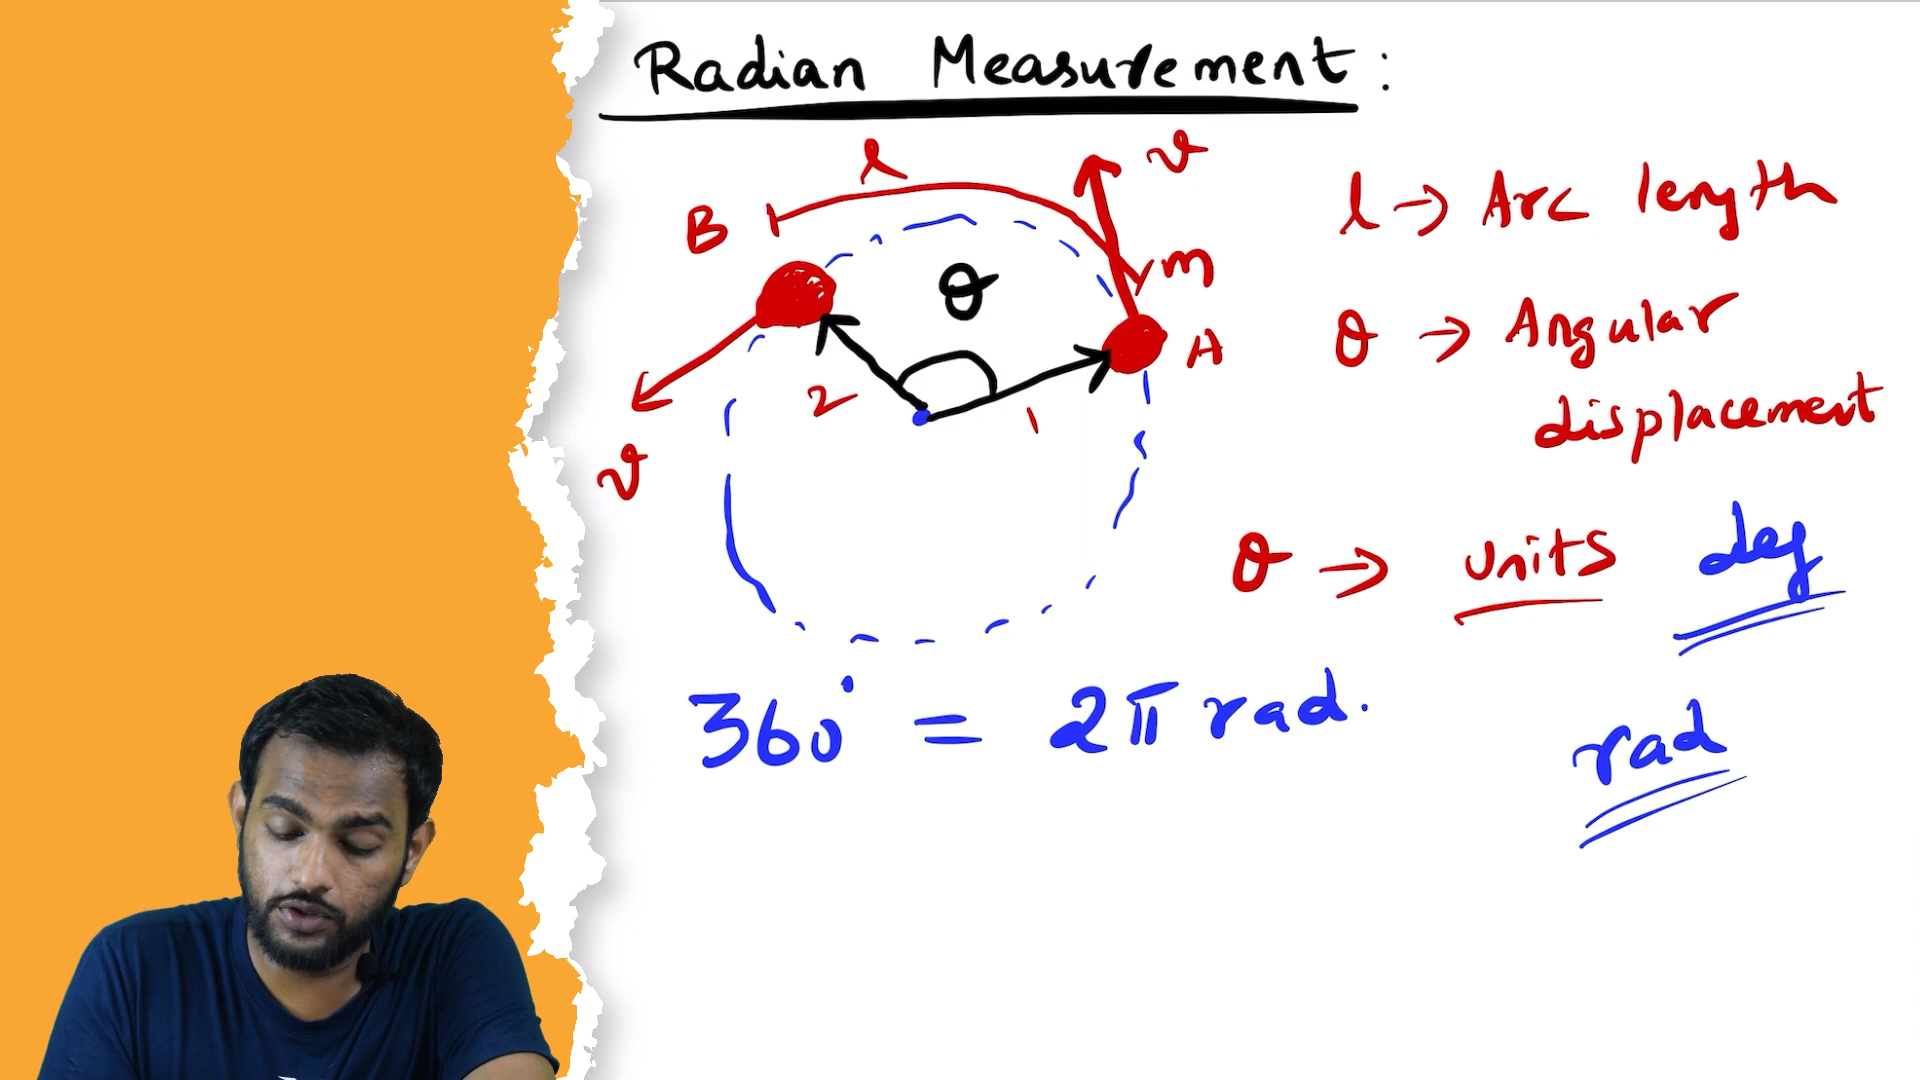 Radian Measurement :
l
v
B
m
l → Arc length
θ
A
θ → Angular
displacement
2
1
v
θ → units deg
360° = 2π rad.
rad